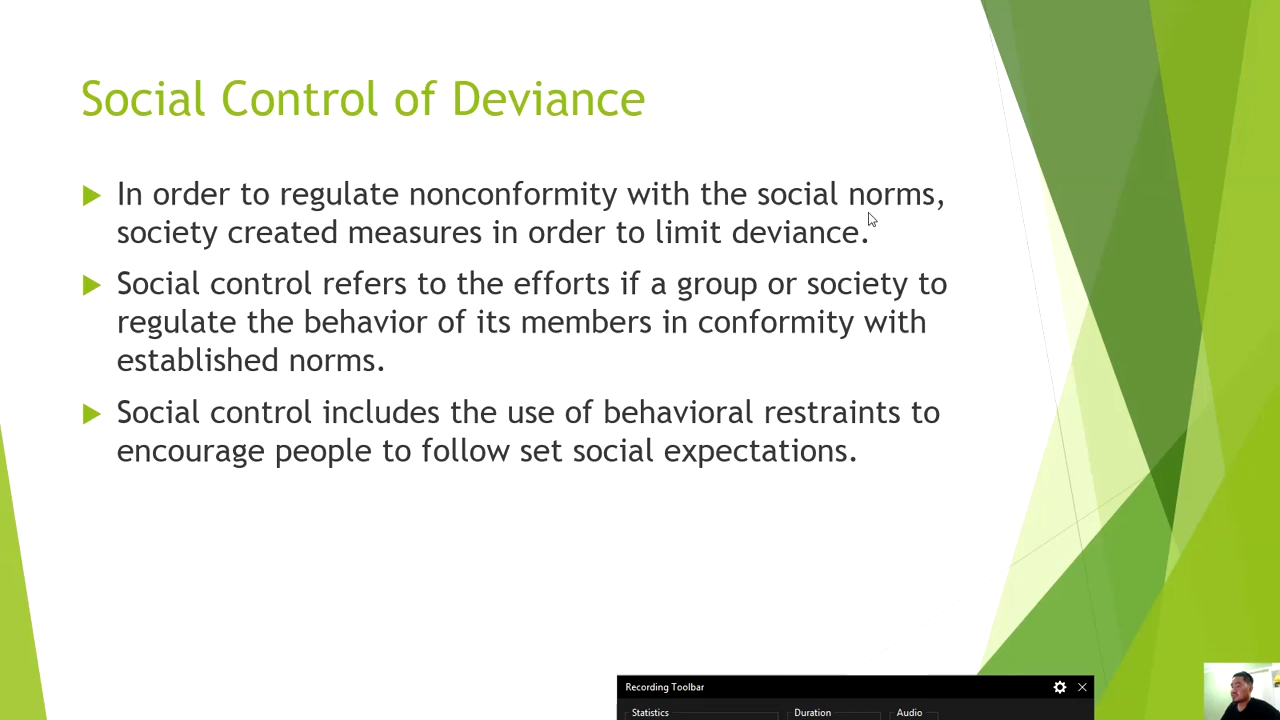 Social Control of Deviance
In order to regulate nonconformity with the social norms,
society created measures in order to limit deviance.
Social control refers to the efforts if a group or society to
regulate the behavior of its members in conformity with
established norms.
Social control includes the use of behavioral restraints to
encourage people to follow set social expectations.
Recording Toolbar
Statistics
Duration
Audio